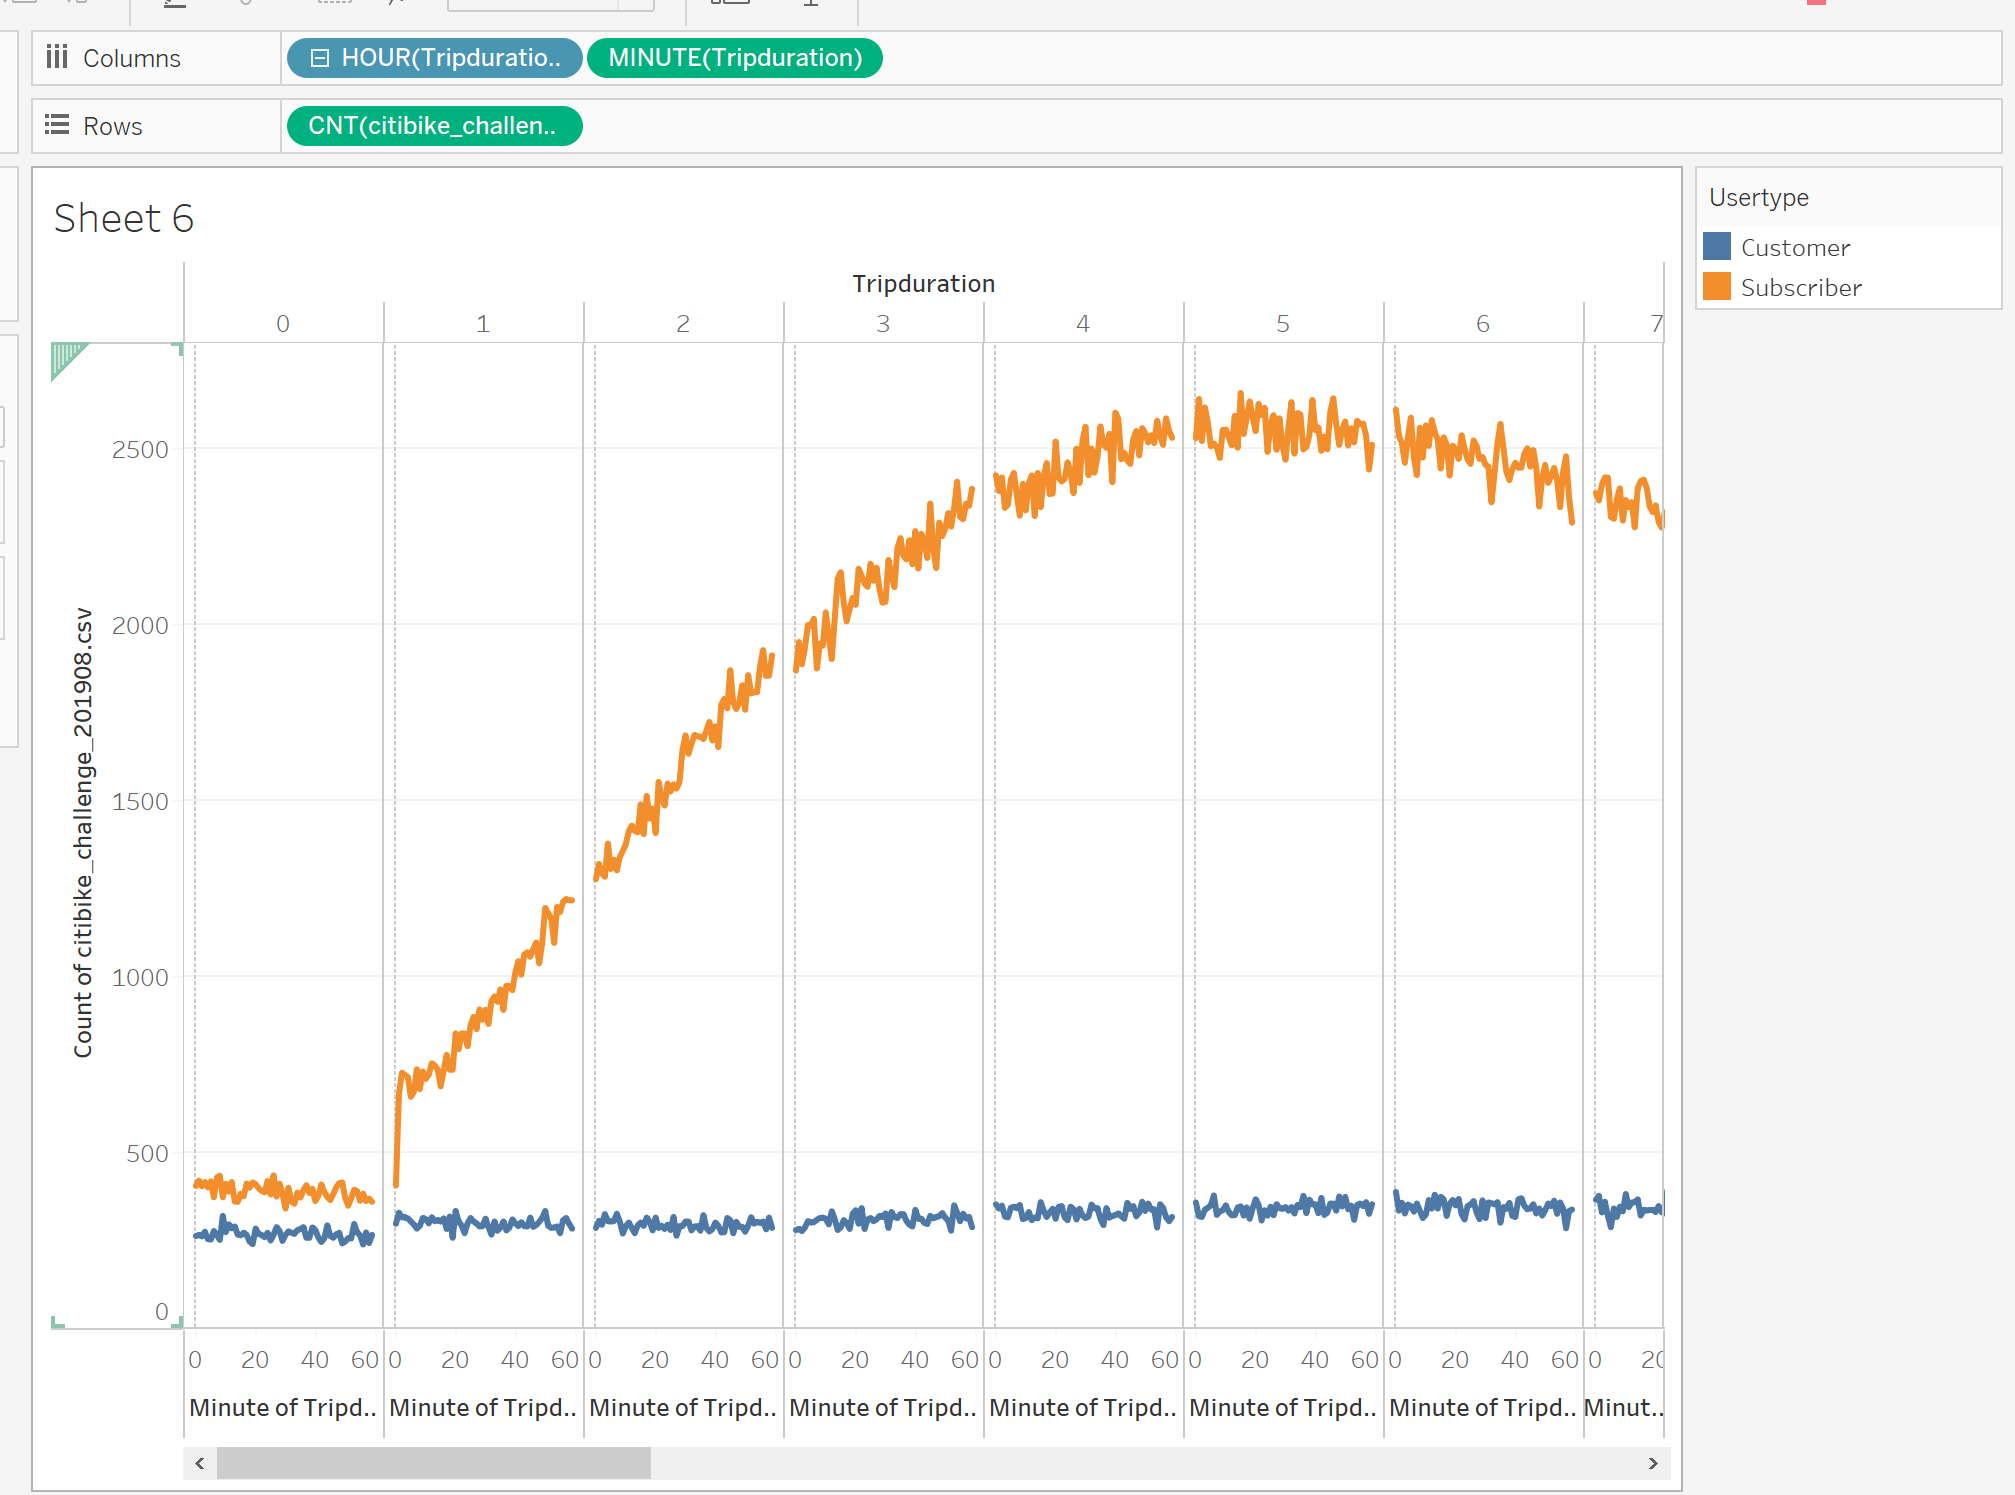 Columns
HOUR(Tripduratio..
MINUTE(Tripduration)
Rows
CNT(citibike_challen..
Sheet 6
Usertype
Customer
Subscriber
Tripduration
0 1 2 3 4 5 6 7
Count of citibike_challenge_201908.csv
2500
2000
1500
1000
500
0
0 20 40 60 0 20 40 60 0 20 40 60 0 20 40 60 0 20 40 60 0 20 40 60 0 20 40 60 0 20
Minute of Tripd.. Minute of Tripd.. Minute of Tripd.. Minute of Tripd.. Minute of Tripd.. Minute of Tripd.. Minute of Tripd.. Minut..